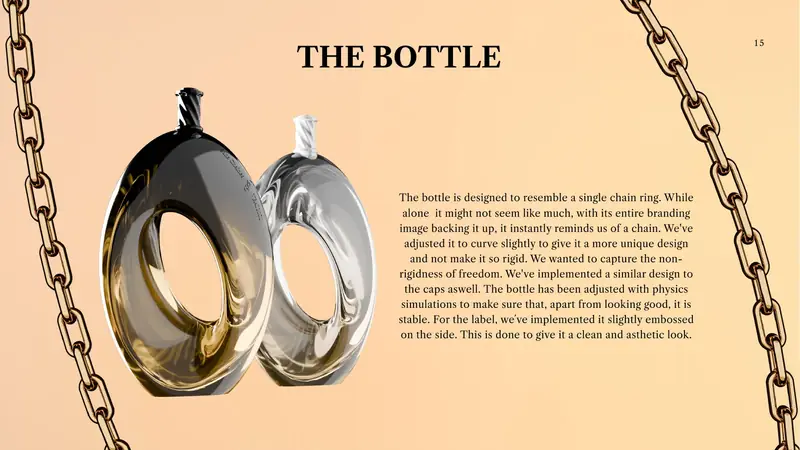 THE BOTTLE
15
The bottle is designed to resemble a single chain ring. While
alone it might not seem like much, with its entire branding
image backing it up, it instantly reminds us of a chain. We've
adjusted it to curve slightly to give it a more unique design
and not make it so rigid. We wanted to capture the non-
rigidness of freedom. We've implemented a similar design to
the caps aswell. The bottle has been adjusted with physics
simulations to make sure that, apart from looking good, it is
stable. For the label, we've implemented it slightly embossed
on the side. This is done to give it a clean and asthetic look.